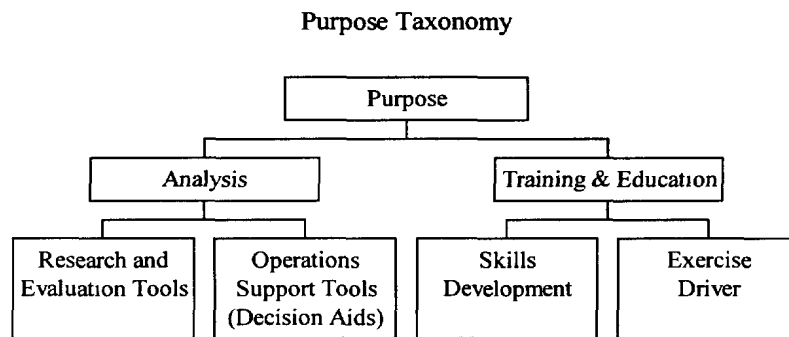 Purpose Taxonomy
Purpose
Analysis
Training & Education
Research and
Evaluation Tools
Operations
Support Tools
(Decision Aids)
Skills
Development
Exercise
Driver